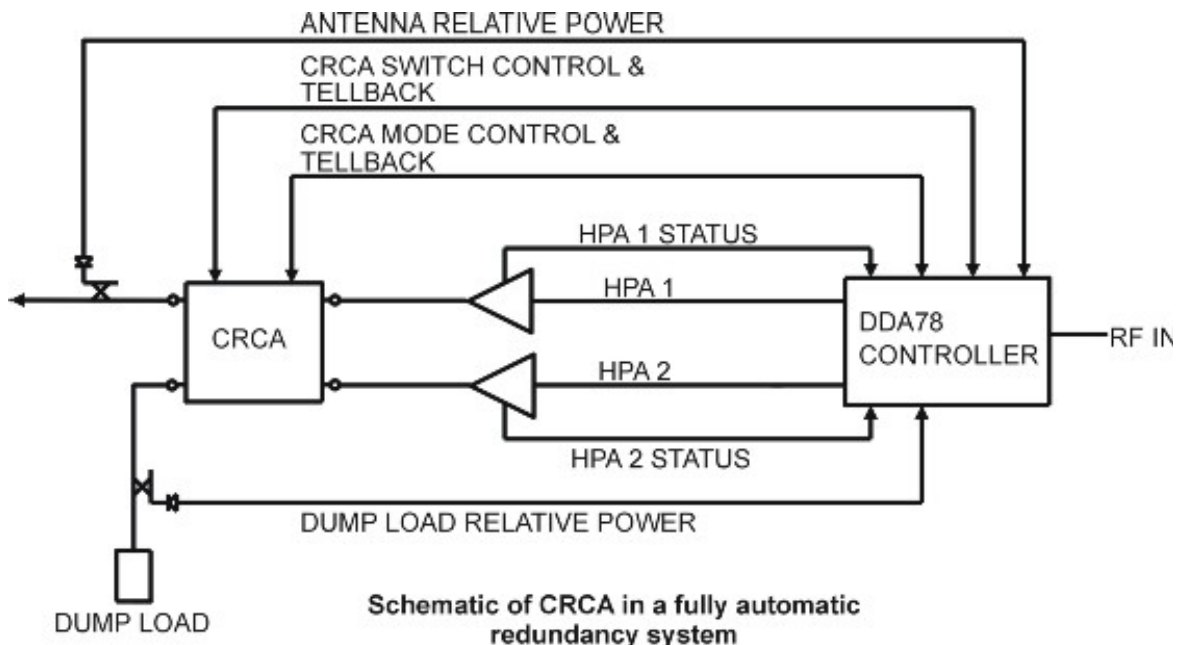 ANTENNA RELATIVE POWER
CRCA SWITCH CONTROL &
TELLBACK
CRCA MODE CONTROL &
TELLBACK
HPA 1 STATUS
HPA 1
CRCA
DDA78
CONTROLLER
RF IN
HPA 2
HPA 2 STATUS
DUMP LOAD RELATIVE POWER
DUMP LOAD
Schematic of CRCA in a fully automatic
redundancy system